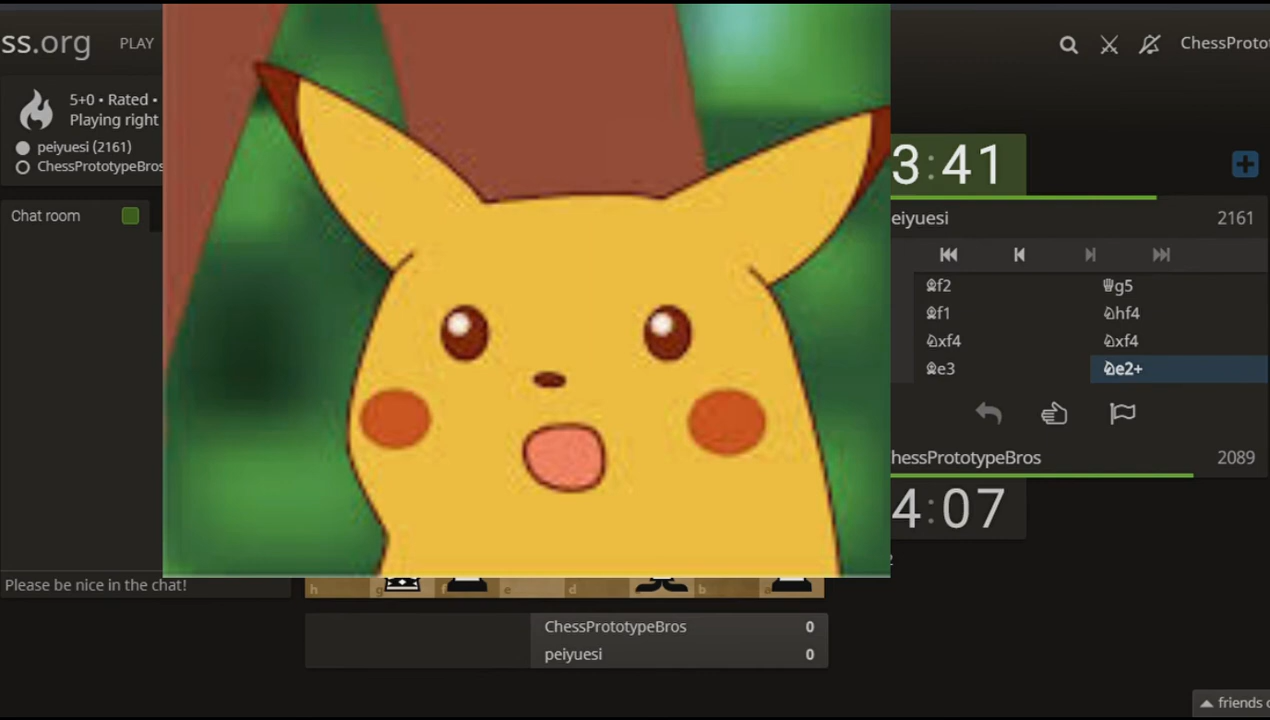 ss.org
PLAY
ChessProto
5+0 • Rated •
Playing right
peiyuesi (2161)
ChessPrototypeBros
Chat room
3:41
eiyuesi 2161
♗f2 ♕g5
♗f1 ♘hf4
♘xf4 ♘xf4
♗e3 ♘e2+
hessPrototypeBros 2089
4:07
Please be nice in the chat!
h g f e d b a
ChessPrototypeBros 0
peiyuesi 0
friends o